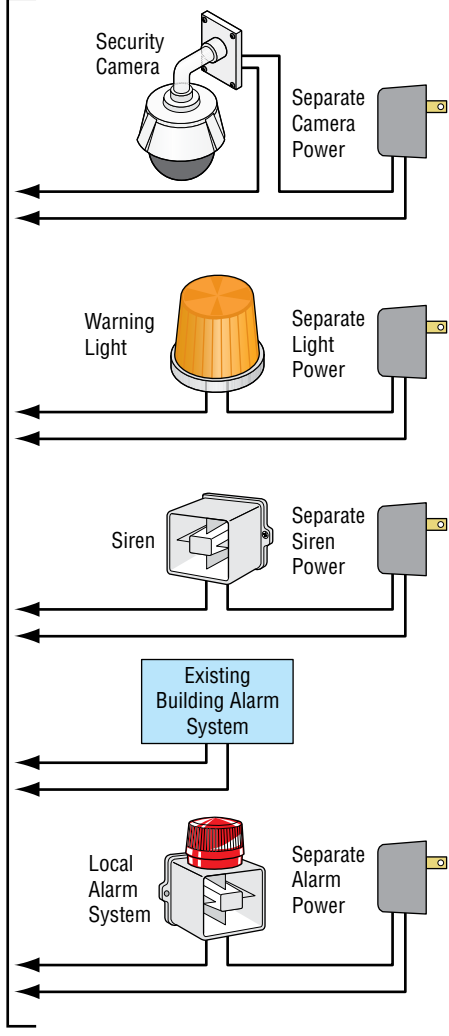 Security
Camera
Separate
Camera
Power
Warning
Light
Separate
Light
Power
Siren
Separate
Siren
Power
Existing
Building Alarm
System
Local
Alarm
System
Separate
Alarm
Power